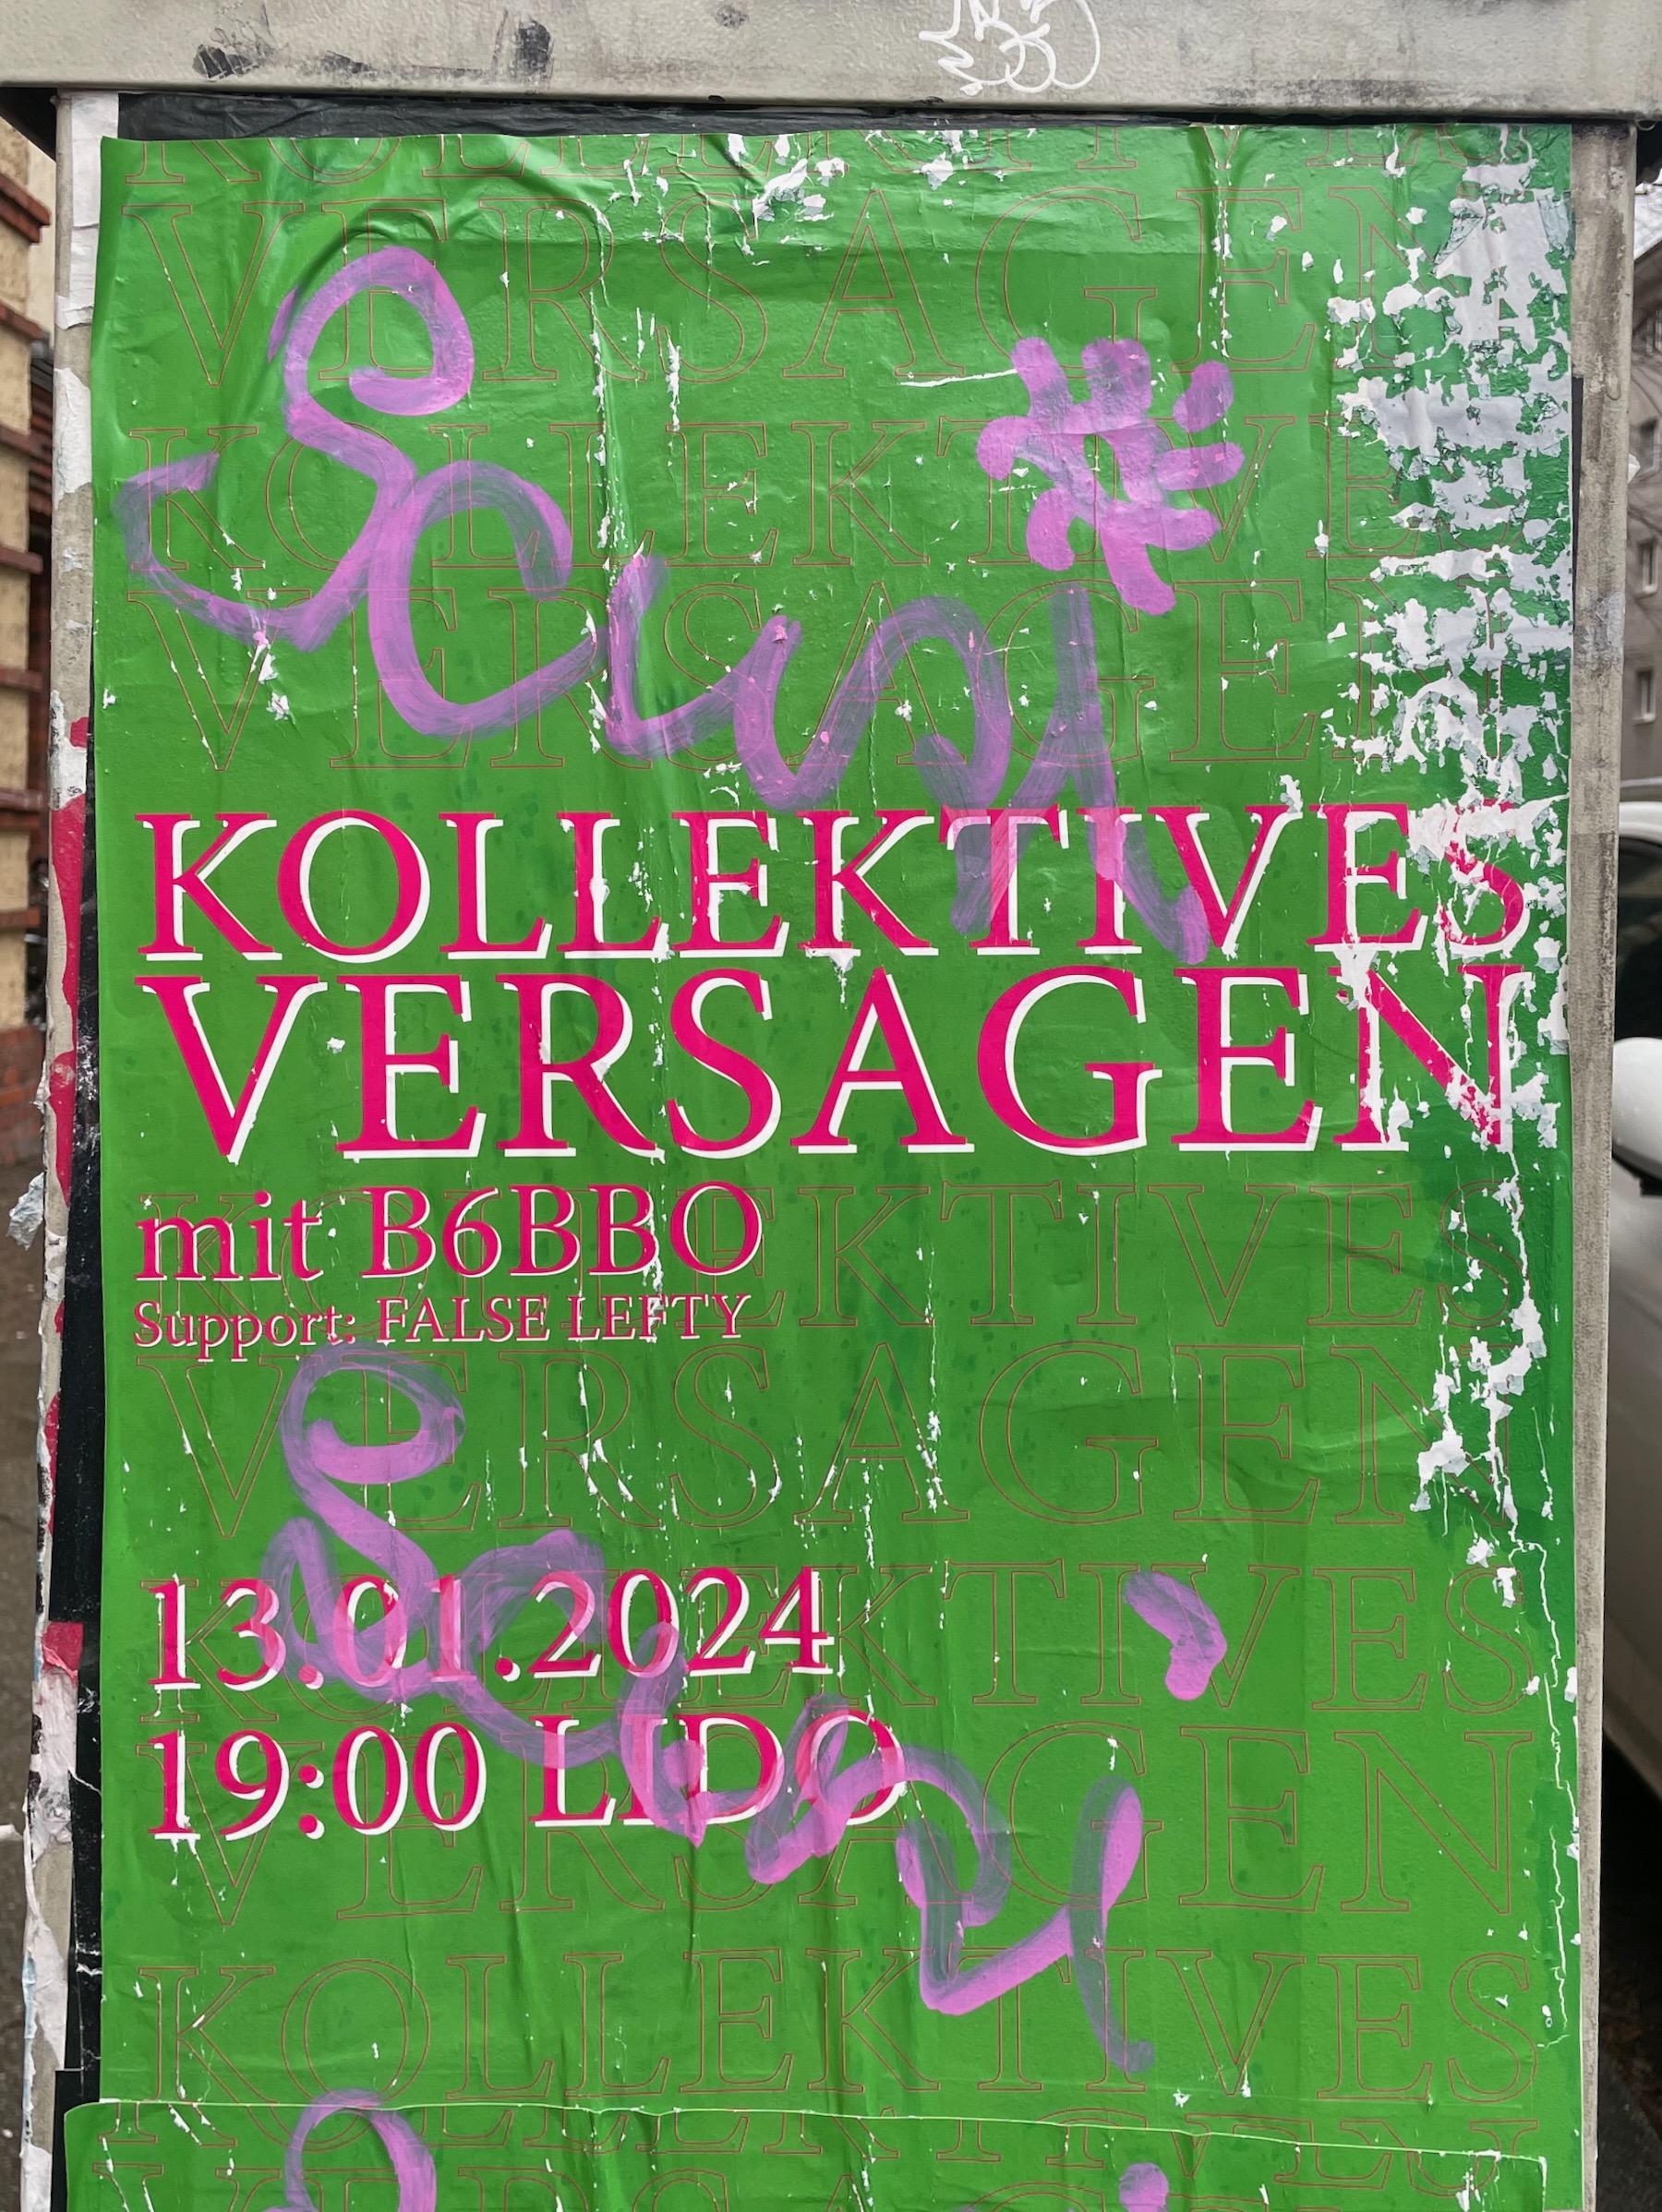 VERSAGEN
KOLLEKTIVES
VERSAGEN
KOLLEKTIVES
VERSAGEN
mit B6BBO
KOLLEKTIVES
Support: FALSE LEFTY
VERSAGEN
13.01.2024
KOLLEKTIVES
19:00 LIDO
VERSAGEN
KOLLEKTIVES